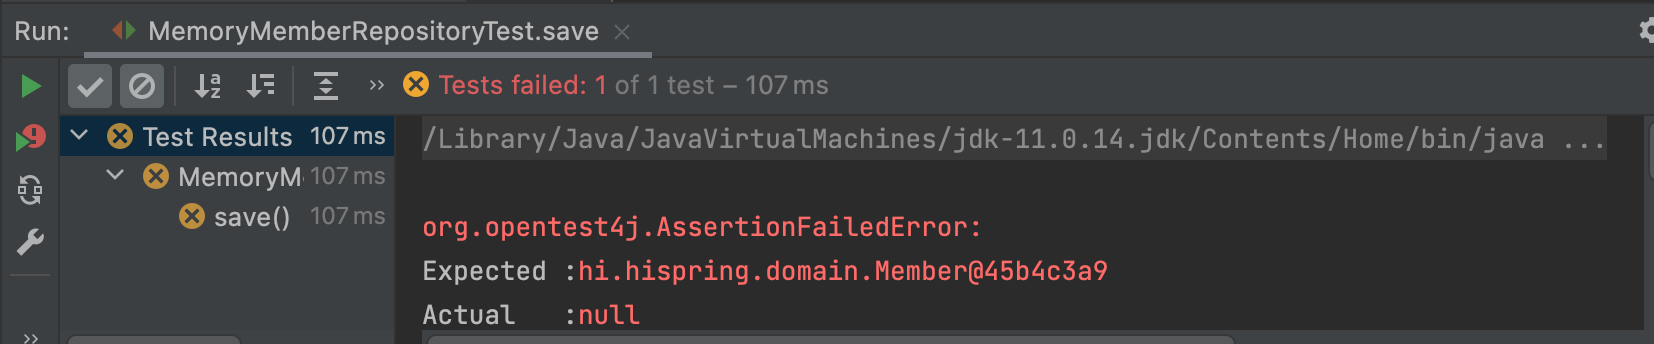 Run: MemoryMemberRepositoryTest.save
Tests failed: 1 of 1 test – 107 ms
Test Results 107 ms
MemoryM 107 ms
save() 107 ms
/Library/Java/JavaVirtualMachines/jdk-11.0.14.jdk/Contents/Home/bin/java ...
org.opentest4j.AssertionFailedError:
Expected :hi.hispring.domain.Member@45b4c3a9
Actual   :null